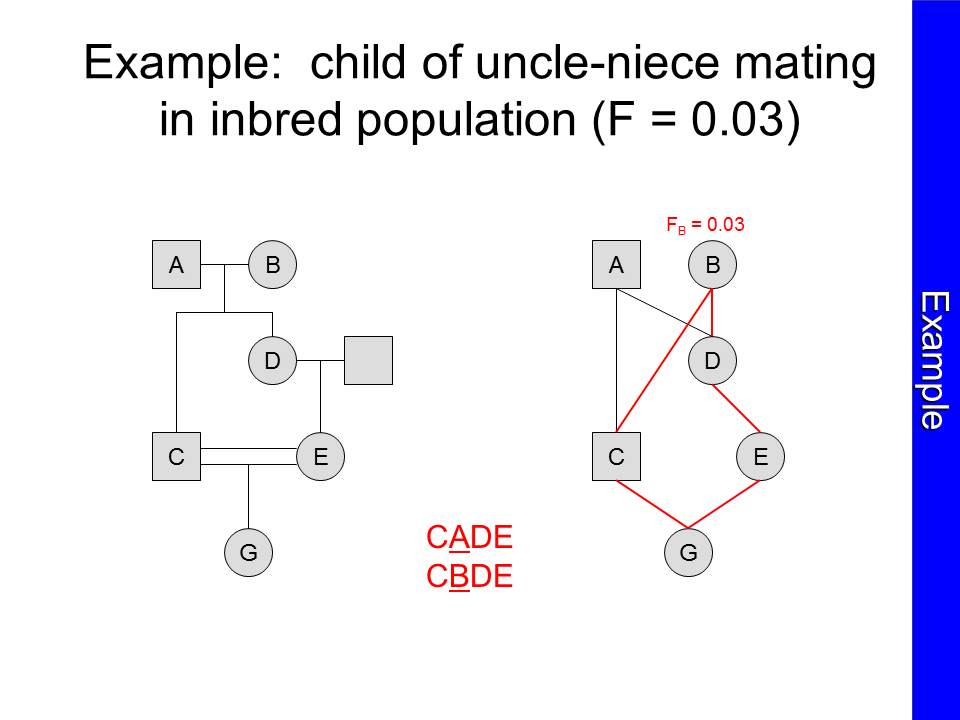 Example: child of uncle-niece mating
in inbred population (F = 0.03)
F_B = 0.03
A B
A B
D
D
C E
C E
G
G
CADE
CBDE
Example